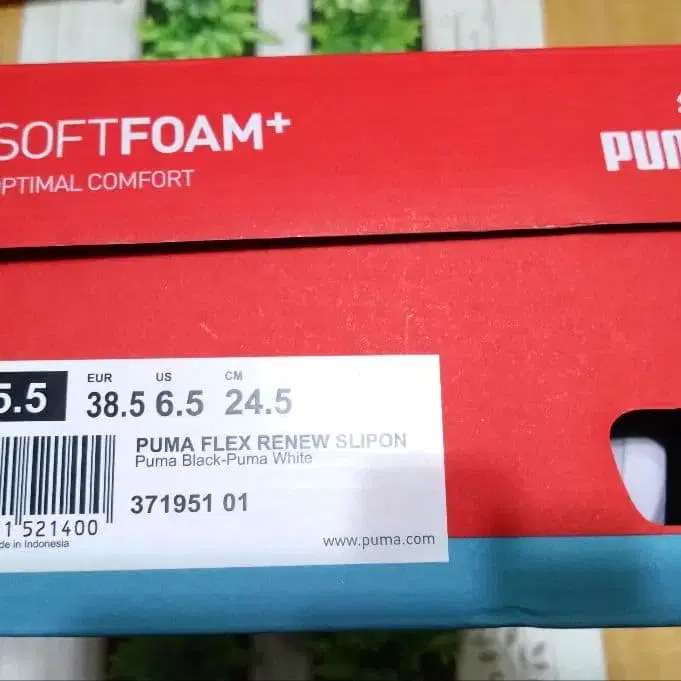 SOFTFOAM+
OPTIMAL COMFORT
PUM
5.5
EUR US CM
38.5 6.5 24.5
PUMA FLEX RENEW SLIPON
Puma Black-Puma White
371951 01
1 521400
de in Indonesia
www.puma.com